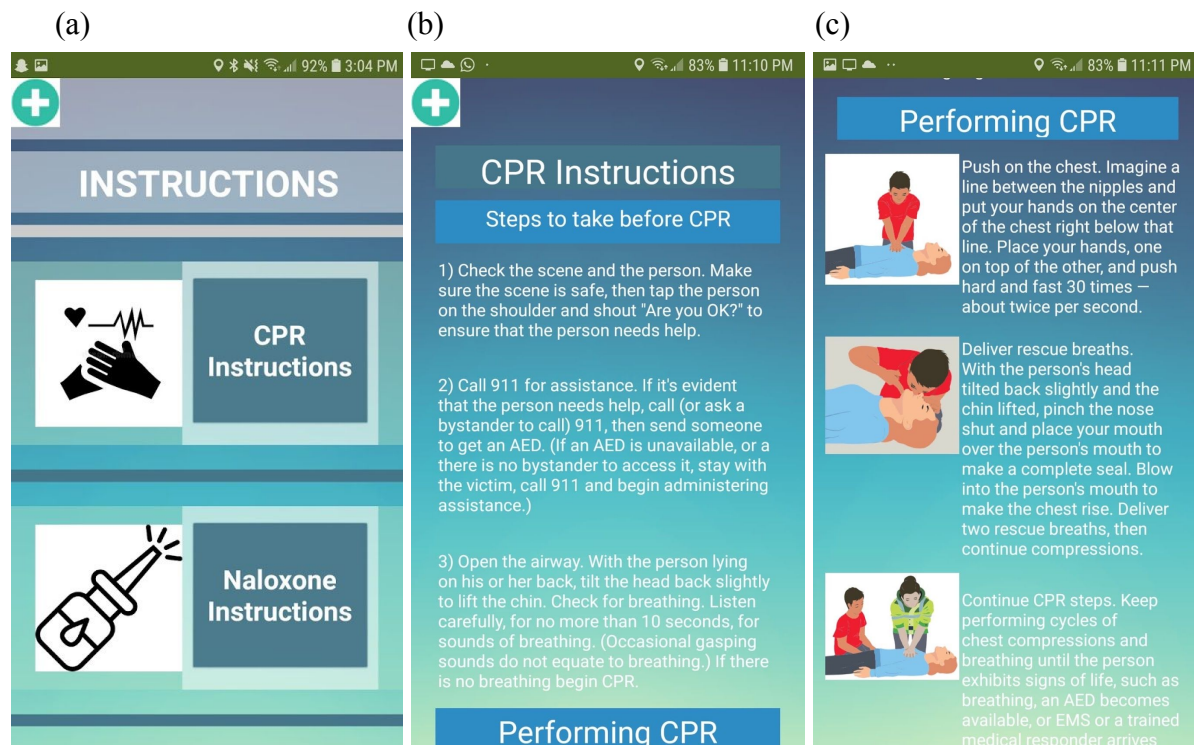 (a)
92% 3:04 PM
INSTRUCTIONS
CPR
Instructions
Naloxone
Instructions
(b)
83% 11:10 PM
CPR Instructions
Steps to take before CPR
1) Check the scene and the person. Make
sure the scene is safe, then tap the person
on the shoulder and shout "Are you OK?" to
ensure that the person needs help.
2) Call 911 for assistance. If it's evident
that the person needs help, call (or ask a
bystander to call) 911, then send someone
to get an AED. (If an AED is unavailable, or a
there is no bystander to access it, stay with
the victim, call 911 and begin administering
assistance.)
3) Open the airway. With the person lying
on his or her back, tilt the head back slightly
to lift the chin. Check for breathing. Listen
carefully, for no more than 10 seconds, for
sounds of breathing. (Occasional gasping
sounds do not equate to breathing.) If there
is no breathing begin CPR.
Performing CPR
(c)
83% 11:11 PM
Performing CPR
Push on the chest. Imagine a
line between the nipples and
put your hands on the center
of the chest right below that
line. Place your hands, one
on top of the other, and push
hard and fast 30 times –
about twice per second.
Deliver rescue breaths.
With the person's head
tilted back slightly and the
chin lifted, pinch the nose
shut and place your mouth
over the person's mouth to
make a complete seal. Blow
into the person's mouth to
make the chest rise. Deliver
two rescue breaths, then
continue compressions.
Continue CPR steps. Keep
performing cycles of
chest compressions and
breathing until the person
exhibits signs of life, such as
breathing, an AED becomes
available, or EMS or a trained
medical responder arrives